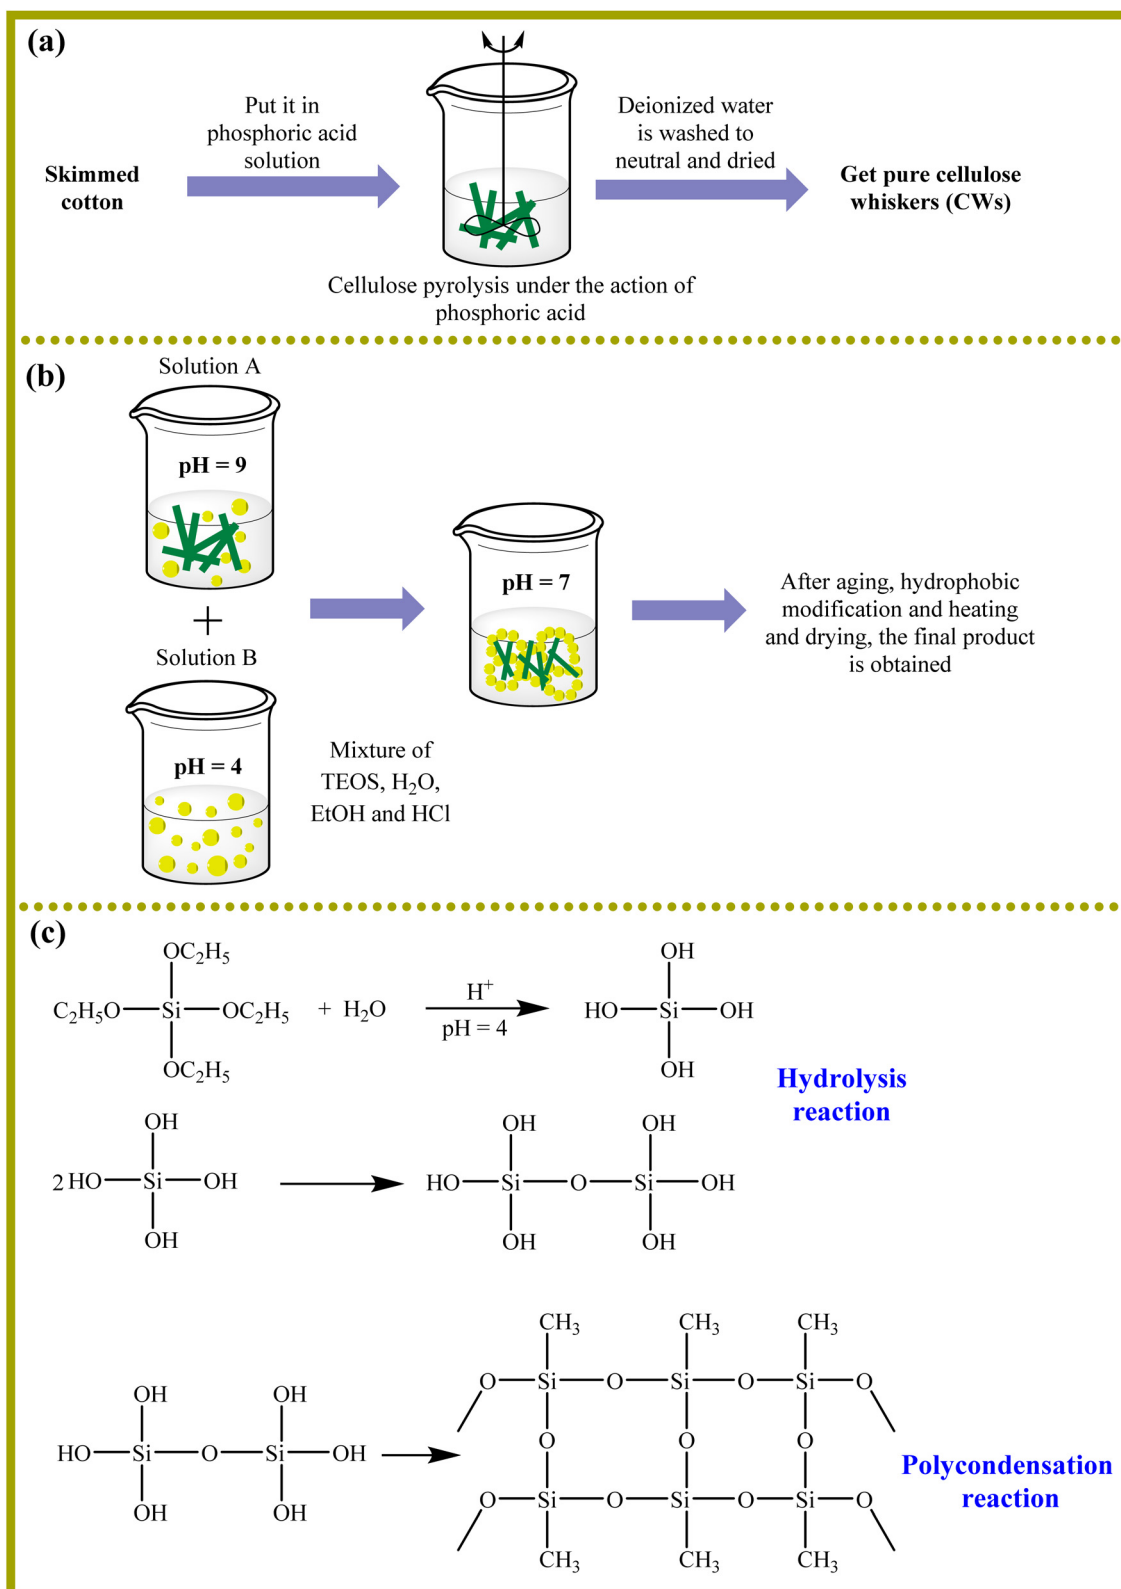 (a)
Skimmed
cotton
Put it in
phosphoric acid
solution
Deionized water
is washed to
neutral and dried
Get pure cellulose
whiskers (CWs)
Cellulose pyrolysis under the action of
phosphoric acid
(b)
Solution A
pH = 9
+
Solution B
pH = 4
Mixture of
TEOS, H₂O,
EtOH and HCl
pH = 7
After aging, hydrophobic
modification and heating
and drying, the final product
is obtained
(c)
OC₂H₅
C₂H₅O—Si—OC₂H₅
OC₂H₅
+ H₂O
H⁺
pH = 4
OH
HO—Si—OH
OH
Hydrolysis
reaction
OH
2HO—Si—OH
OH
OH OH
HO—Si—O—Si—OH
OH OH
OH OH
HO—Si—O—Si—OH
OH OH
CH₃ CH₃ CH₃
O—Si—O—Si—O—Si—O
O O O
O—Si—O—Si—O—Si—O
CH₃ CH₃ CH₃
Polycondensation
reaction